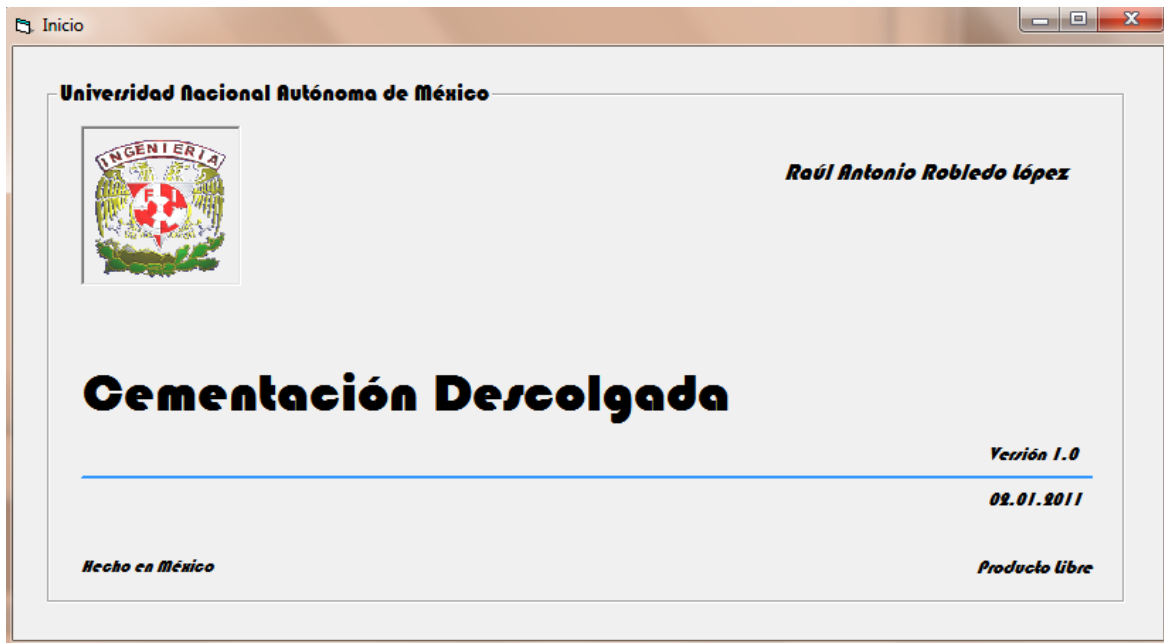 Inicio
Universidad Nacional Autónoma de México
INGENIERIA
F I
Raúl Antonio Robledo López
Cementación Descolgada
Versión 1.0
02.01.2011
Hecho en México
Producto Libre